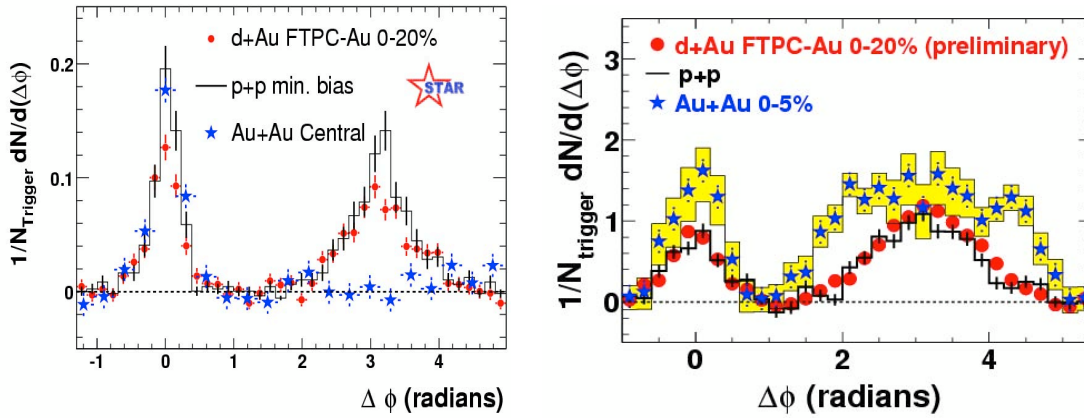 d+Au FTPC-Au 0-20%
p+p min. bias
Au+Au Central
STAR
1/N_Trigger dN/d(Δϕ)
0.2
0.1
0
-1 0 1 2 3 4
Δ ϕ (radians)
d+Au FTPC-Au 0-20% (preliminary)
p+p
Au+Au 0-5%
1/N_trigger dN/d(Δϕ)
3
2
1
0
0 2 4
Δϕ (radians)